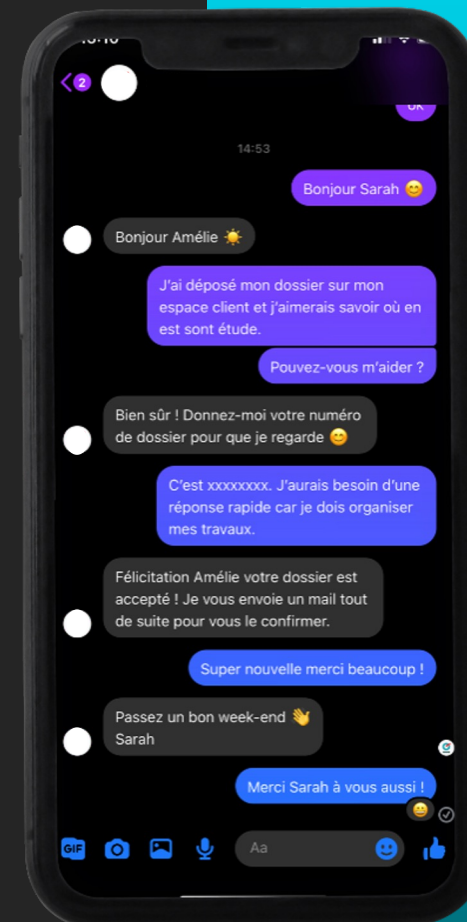 2
OK
14:53
Bonjour Sarah 😊
Bonjour Amélie ☀️
J'ai déposé mon dossier sur mon
espace client et j'aimerais savoir où en
est sont étude.
Pouvez-vous m'aider ?
Bien sûr ! Donnez-moi votre numéro
de dossier pour que je regarde 😊
C'est xxxxxxxx. J'aurais besoin d'une
réponse rapide car je dois organiser
mes travaux.
Félicitation Amélie votre dossier est
accepté ! Je vous envoie un mail tout
de suite pour vous le confirmer.
Super nouvelle merci beaucoup !
Passez un bon week-end 👋
Sarah
Merci Sarah à vous aussi !
GIF
Aa